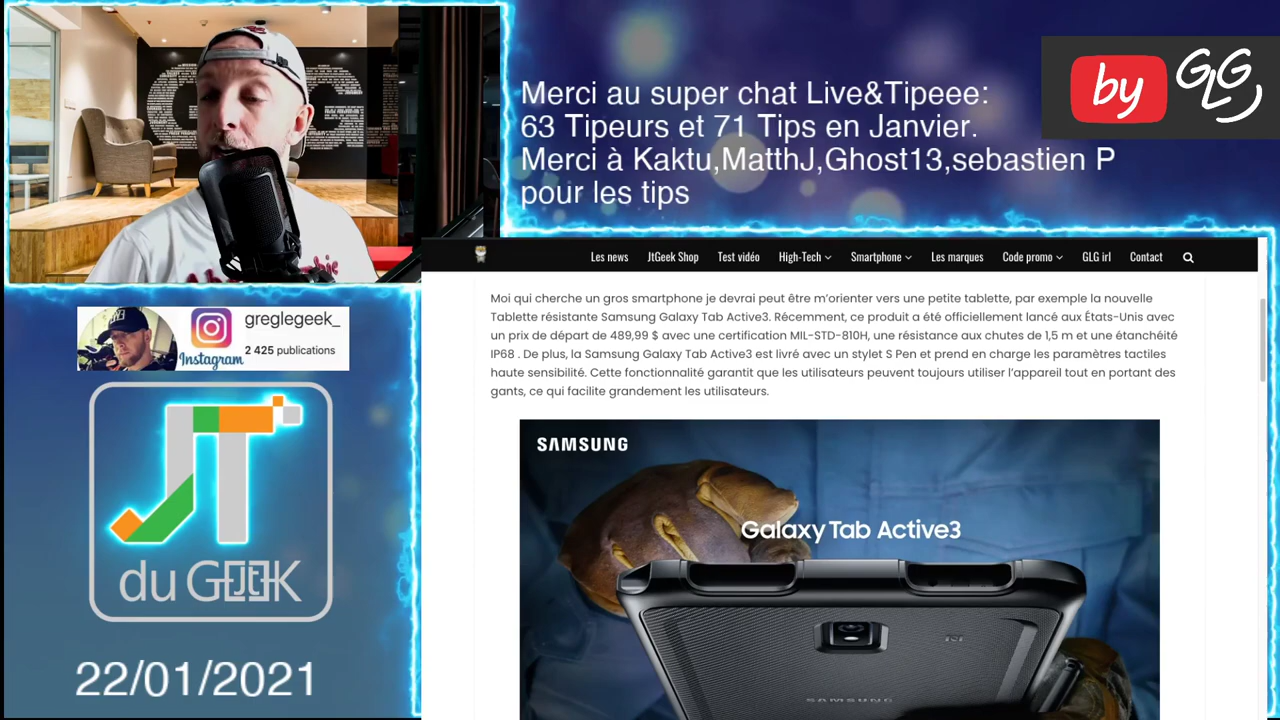 Merci au super chat Live&Tipeee:
63 Tipeurs et 71 Tips en Janvier.
Merci à Kaktu,MatthJ,Ghost13,sebastien P
pour les tips
by GLG
Les news JtGeek Shop Test vidéo High-Tech Smartphone Les marques Code promo GLG irl Contact
Moi qui cherche un gros smartphone je devrai peut être m'orienter vers une petite tablette, par exemple la nouvelle
Tablette résistante Samsung Galaxy Tab Active3. Récemment, ce produit a été officiellement lancé aux États-Unis avec
un prix de départ de 489,99 $ avec une certification MIL-STD-810H, une résistance aux chutes de 1,5 m et une étanchéité
IP68 . De plus, la Samsung Galaxy Tab Active3 est livré avec un stylet S Pen et prend en charge les paramètres tactiles
haute sensibilité. Cette fonctionnalité garantit que les utilisateurs peuvent toujours utiliser l'appareil tout en portant des
gants, ce qui facilite grandement les utilisateurs.
SAMSUNG
Galaxy Tab Active3
SAMSUNG
greglegeek_
2 425 publications
Instagram
JT
du GEEK
22/01/2021